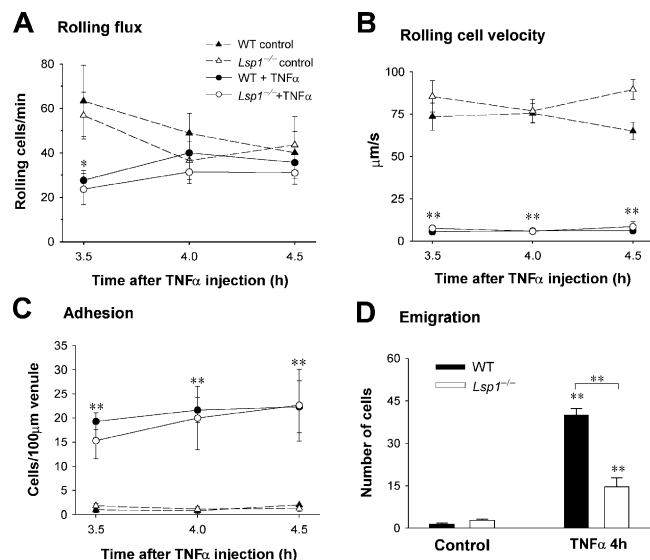 A Rolling flux
WT control
Lsp1−/− control
WT + TNFα
Lsp1−/−+TNFα
Rolling cells/min
80
60
40
20
0
*
3.5 4.0 4.5
Time after TNFα injection (h)
B Rolling cell velocity
μm/s
100
75
50
25
0
** ** **
3.5 4.0 4.5
Time after TNFα injection (h)
C Adhesion
Cells/100μm venule
35
30
25
20
15
10
5
0
** ** **
3.5 4.0 4.5
Time after TNFα injection (h)
D Emigration
WT
Lsp1−/−
Number of cells
60
45
30
15
0
**
**
**
Control TNFα 4h